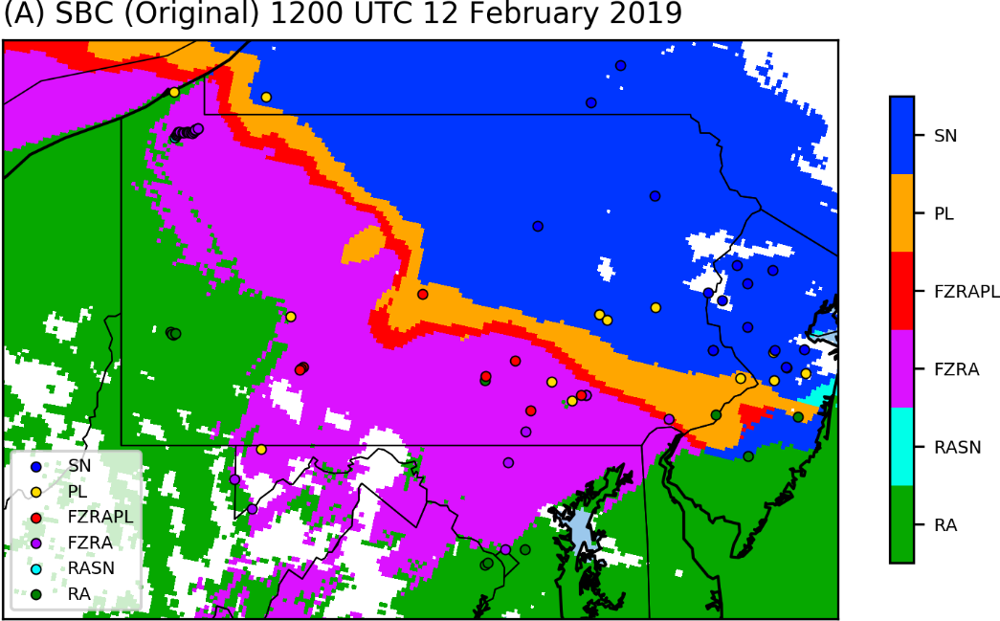 (A) SBC (Original) 1200 UTC 12 February 2019
SN
PL
FZRAPL
FZRA
RASN
RA
SN
PL
FZRAPL
FZRA
RASN
RA